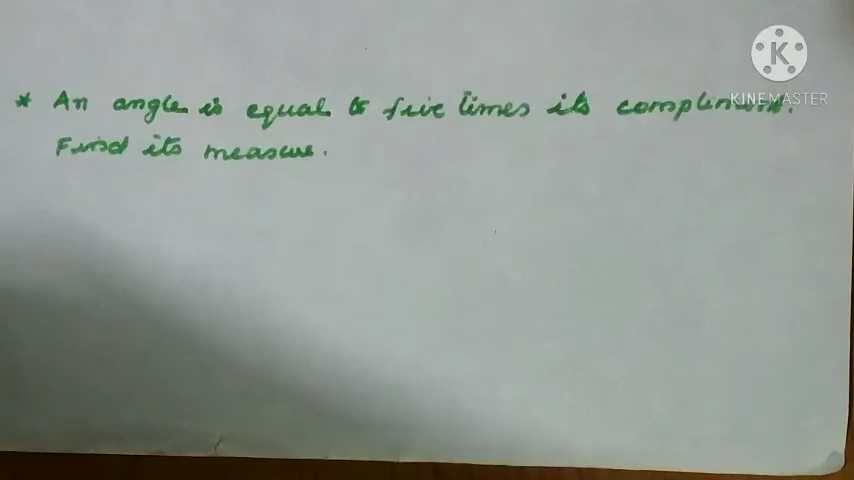 * An angle is equal to five times its complement.
Find its measure.
K
KINEMASTER